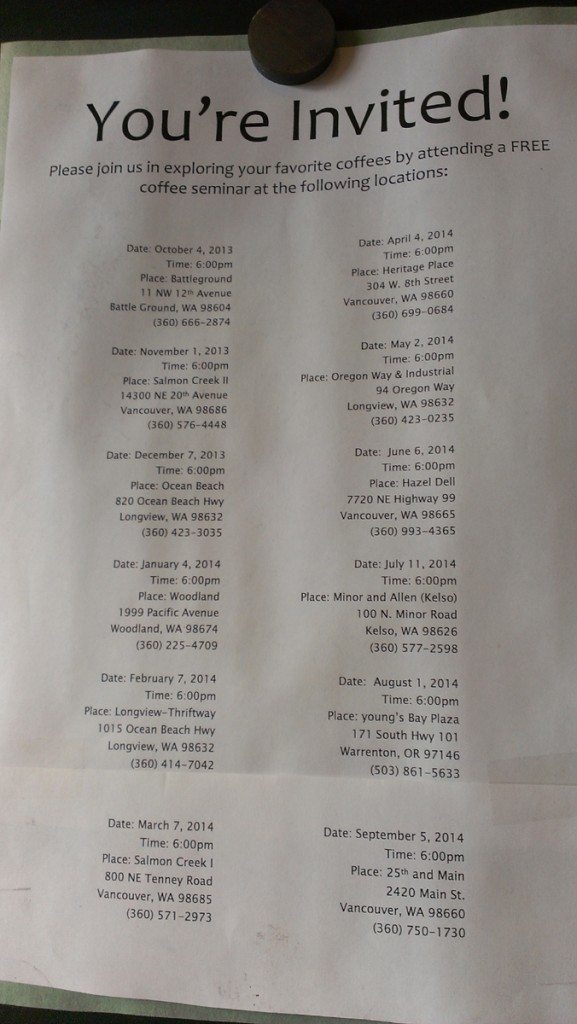 You're Invited!
Please join us in exploring your favorite coffees by attending a FREE
coffee seminar at the following locations:
Date: October 4, 2013
Time: 6:00pm
Place: Battleground
11 NW 12th Avenue
Battle Ground, WA 98604
(360) 666-2874
Date: November 1, 2013
Time: 6:00pm
Place: Salmon Creek II
14300 NE 20th Avenue
Vancouver, WA 98686
(360) 576-4448
Date: December 7, 2013
Time: 6:00pm
Place: Ocean Beach
820 Ocean Beach Hwy
Longview, WA 98632
(360) 423-3035
Date: January 4, 2014
Time: 6:00pm
Place: Woodland
1999 Pacific Avenue
Woodland, WA 98674
(360) 225-4709
Date: February 7, 2014
Time: 6:00pm
Place: Longview-Thriftway
1015 Ocean Beach Hwy
Longview, WA 98632
(360) 414-7042
Date: March 7, 2014
Time: 6:00pm
Place: Salmon Creek I
800 NE Tenney Road
Vancouver, WA 98685
(360) 571-2973
Date: April 4, 2014
Time: 6:00pm
Place: Heritage Place
304 W. 8th Street
Vancouver, WA 98660
(360) 699-0684
Date: May 2, 2014
Time: 6:00pm
Place: Oregon Way & Industrial
94 Oregon Way
Longview, WA 98632
(360) 423-0235
Date: June 6, 2014
Time: 6:00pm
Place: Hazel Dell
7720 NE Highway 99
Vancouver, WA 98665
(360) 993-4365
Date: July 11, 2014
Time: 6:00pm
Place: Minor and Allen (Kelso)
100 N. Minor Road
Kelso, WA 98626
(360) 577-2598
Date: August 1, 2014
Time: 6:00pm
Place: young's Bay Plaza
171 South Hwy 101
Warrenton, OR 97146
(503) 861-5633
Date: September 5, 2014
Time: 6:00pm
Place: 25th and Main
2420 Main St.
Vancouver, WA 98660
(360) 750-1730